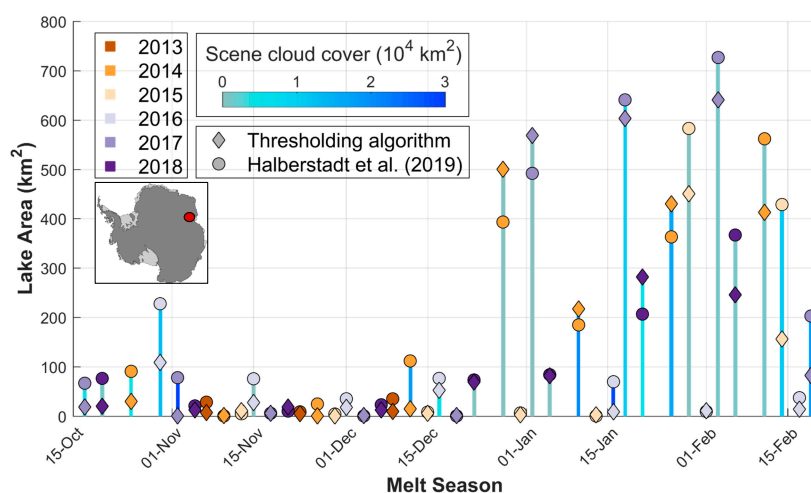 800
700
600
500
400
300
200
100
0
Lake Area (km²)
2013
2014
2015
2016
2017
2018
Scene cloud cover (10⁴ km²)
0 1 2 3
Thresholding algorithm
Halberstadt et al. (2019)
15-Oct 01-Nov 15-Nov 01-Dec 15-Dec 01-Jan 15-Jan 01-Feb 15-Feb
Melt Season